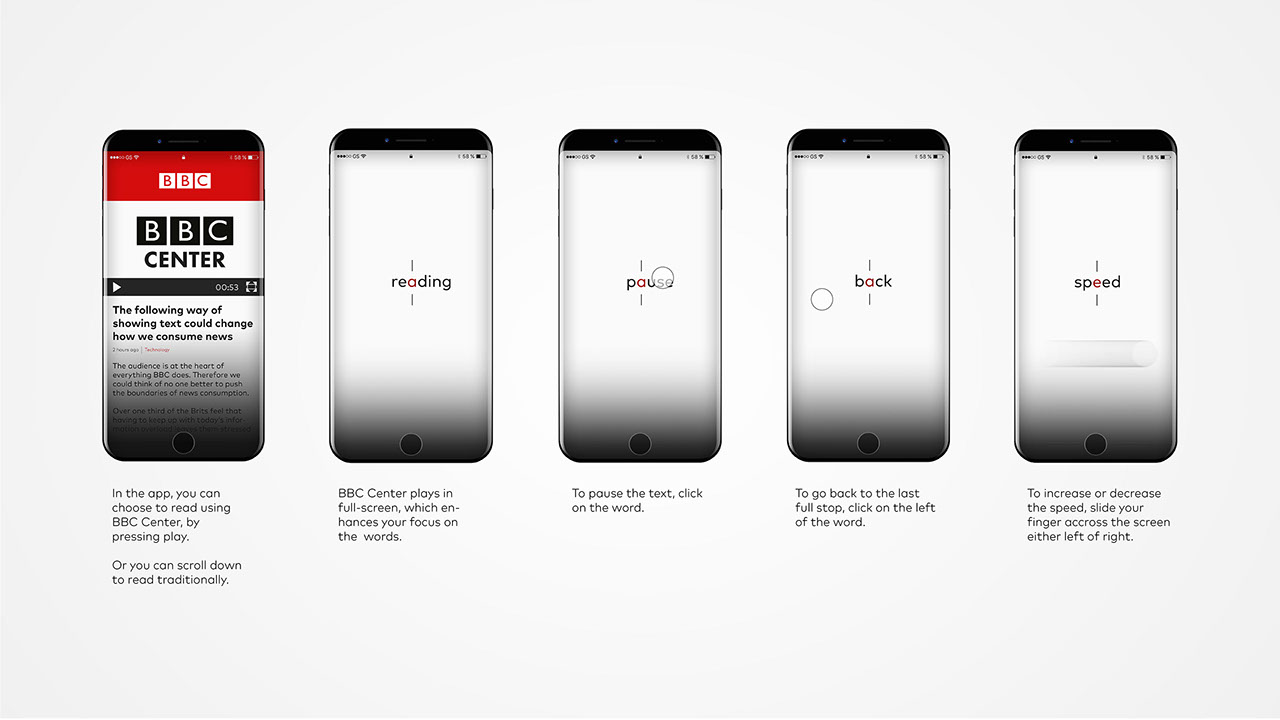 GS 58 %
BBC
BBC
CENTER
00:53
The following way of
showing text could change
how we consume news
2 hours ago | Technology
The audience is at the heart of
everything BBC does. Therefore we
could think of no one better to push
the boundaries of news consumption.
Over one third of the Brits feel that
having to keep up with today's infor-
mation overload leaves them stressed
In the app, you can
choose to read using
BBC Center, by
pressing play.
Or you can scroll down
to read traditionally.
GS 58 %
reading
BBC Center plays in
full-screen, which en-
hances your focus on
the words.
GS 58 %
pause
To pause the text, click
on the word.
GS 58 %
back
To go back to the last
full stop, click on the left
of the word.
GS 58 %
speed
To increase or decrease
the speed, slide your
finger accross the screen
either left of right.